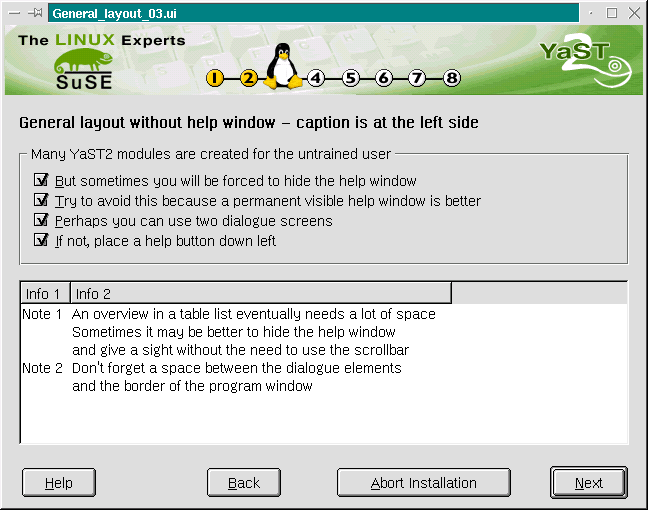 General_layout_03.ui
The LINUX Experts
SuSE
1 2 4 5 6 7 8
YaST
2
General layout without help window – caption is at the left side
Many YaST2 modules are created for the untrained user
But sometimes you will be forced to hide the help window
Try to avoid this because a permanent visible help window is better
Perhaps you can use two dialogue screens
If not, place a help button down left
Info 1 Info 2
Note 1 An overview in a table list eventually needs a lot of space
Sometimes it may be better to hide the help window
and give a sight without the need to use the scrollbar
Note 2 Don't forget a space between the dialogue elements
and the border of the program window
Help Back Abort Installation Next